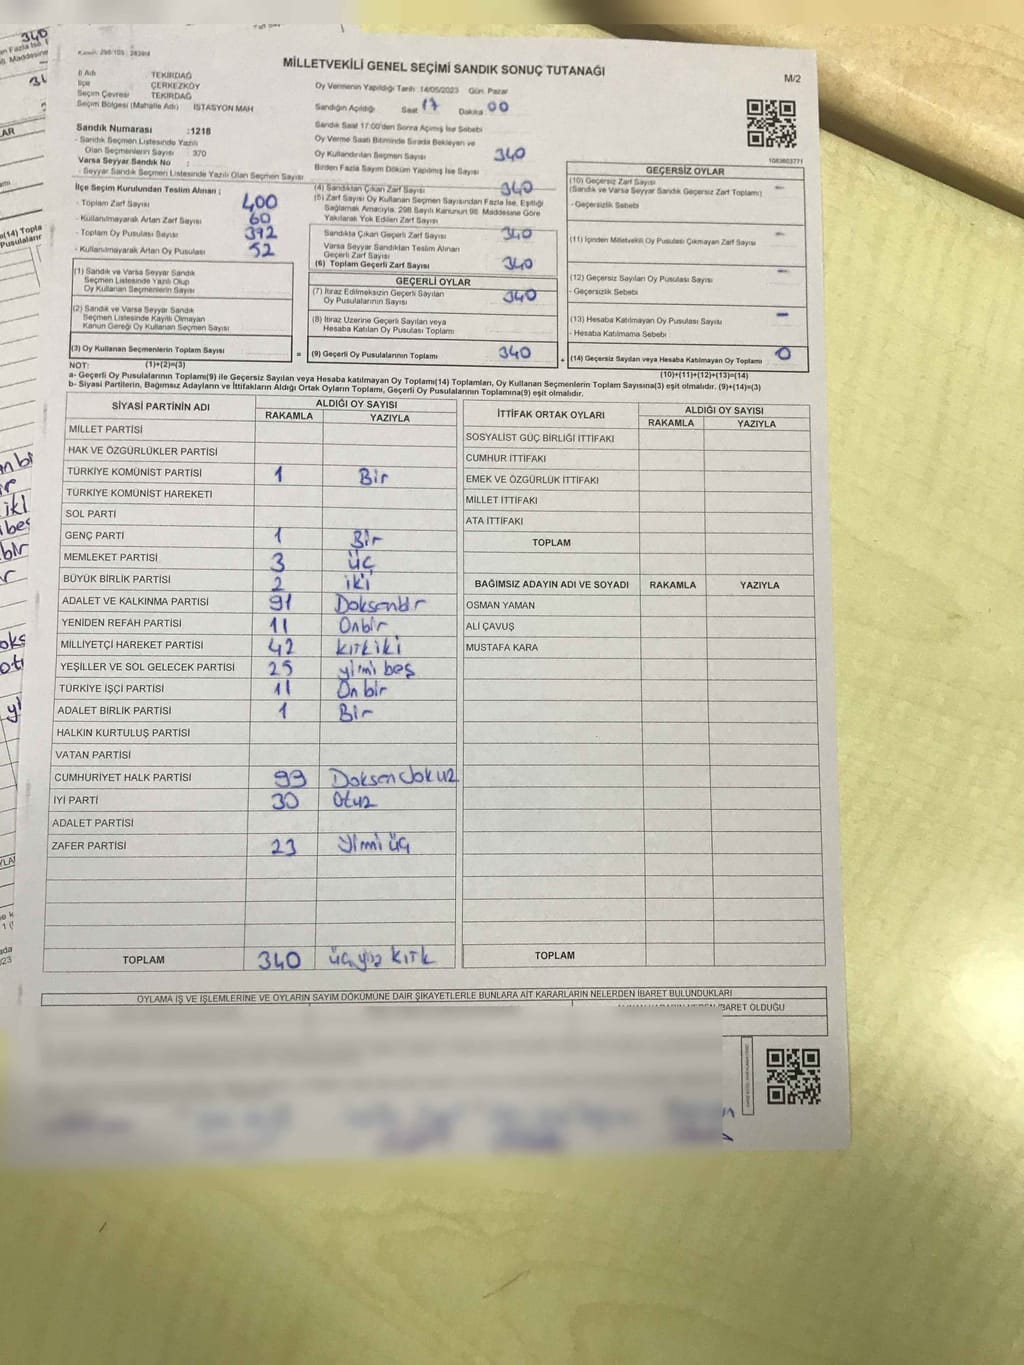 MİLLETVEKİLİ GENEL SEÇİMİ SANDIK SONUÇ TUTANAĞI
M/2
İl Adı TEKİRDAĞ
İlçe ÇERKEZKÖY
Seçim Çevresi TEKİRDAĞ
Seçim Bölgesi (Mahalle Adı) İSTASYON MAH
Oy Vermenin Yapıldığı Tarih :14/05/2023 Gün: Pazar
Sandığın Açıldığı Saat 17 Dakika 00
Sandık Saat 17:00'den Sonra Açılmış İse Sebebi
Oy Verme Saati Bitiminde Sırada Bekleyen ve
Oy Kullandırılan Seçmen Sayısı 340
Birden Fazla Sayım Döküm Yapılmış İse Sayısı
Sandık Numarası :1218
- Sandık Seçmen Listesinde Yazılı
Olan Seçmenlerin Sayısı : 370
Varsa Seyyar Sandık No :
- Seyyar Sandık Seçmen Listesinde Yazılı Olan Seçmen Sayısı
İlçe Seçim Kurulundan Teslim Alınan ;
- Toplam Zarf Sayısı 400
- Kullanılmayarak Artan Zarf Sayısı 60
- Toplam Oy Pusulası Sayısı 392
- Kullanılmayarak Artan Oy Pusulası 52
(1) Sandık ve Varsa Seyyar Sandık
Seçmen Listesinde Yazılı Olup
Oy Kullanan Seçmenlerin Sayısı
(2) Sandık ve Varsa Seyyar Sandık
Seçmen Listesinde Kayıtlı Olmayan
Kanun Gereği Oy Kullanan Seçmen Sayısı
(3) Oy Kullanan Seçmenlerin Toplam Sayısı
(1)+(2)=(3)
(4) Sandıktan Çıkan Zarf Sayısı 340
(5) Zarf Sayısı Oy Kullanan Seçmen Sayısından Fazla İse, Eşitliği
Sağlamak Amacıyla, 298 Sayılı Kanunun 98. Maddesine Göre
Yakılarak Yok Edilen Zarf Sayısı
Sandıkta Çıkan Geçerli Zarf Sayısı 340
Varsa Seyyar Sandıktan Teslim Alınan
Geçerli Zarf Sayısı
(6) Toplam Geçerli Zarf Sayısı 340
GEÇERLİ OYLAR
(7) İtiraz Edilmeksizin Geçerli Sayılan
Oy Pusulalarının Sayısı 340
(8) İtiraz Üzerine Geçerli Sayılan veya
Hesaba Katılan Oy Pusulası Toplamı
= (9) Geçerli Oy Pusulalarının Toplamı 340
1083603771
GEÇERSİZ OYLAR
(10) Geçersiz Zarf Sayısı
(Sandık ve Varsa Seyyar Sandık Geçersiz Zarf Toplamı) -
- Geçersizlik Sebebi
(11) İçinden Milletvekili Oy Pusulası Çıkmayan Zarf Sayısı -
(12) Geçersiz Sayılan Oy Pusulası Sayısı -
- Geçersizlik Sebebi
(13) Hesaba Katılmayan Oy Pusulası Sayısı -
- Hesaba Katılmama Sebebi
+ (14) Geçersiz Sayılan veya Hesaba Katılmayan Oy Toplamı 0
(10)+(11)+(12)+(13)=(14)
NOT:
a- Geçerli Oy Pusulalarının Toplamı(9) ile Geçersiz Sayılan veya Hesaba katılmayan Oy Toplamı(14) Toplamları, Oy Kullanan Seçmenlerin Toplam Sayısına(3) eşit olmalıdır. (9)+(14)=(3)
b- Siyasi Partilerin, Bağımsız Adayların ve İttifakların Aldığı Ortak Oyların Toplamı, Geçerli Oy Pusulalarının Toplamına(9) eşit olmalıdır.
SİYASİ PARTİNİN ADI ALDIĞI OY SAYISI
RAKAMLA YAZIYLA
MİLLET PARTİSİ
HAK VE ÖZGÜRLÜKLER PARTİSİ
TÜRKİYE KOMÜNİST PARTİSİ 1 Bir
TÜRKİYE KOMÜNİST HAREKETİ
SOL PARTİ
GENÇ PARTİ 1 Bir
MEMLEKET PARTİSİ 3 üç
BÜYÜK BİRLİK PARTİSİ 2 iki
ADALET VE KALKINMA PARTİSİ 91 Doksanbir
YENİDEN REFAH PARTİSİ 11 Onbir
MİLLİYETÇİ HAREKET PARTİSİ 42 kırkiki
YEŞİLLER VE SOL GELECEK PARTİSİ 25 yirmi beş
TÜRKİYE İŞÇİ PARTİSİ 11 On bir
ADALET BİRLİK PARTİSİ 1 Bir
HALKIN KURTULUŞ PARTİSİ
VATAN PARTİSİ
CUMHURİYET HALK PARTİSİ 99 Doksan dokuz
İYİ PARTİ 30 Otuz
ADALET PARTİSİ
ZAFER PARTİSİ 23 Yirmi üç
TOPLAM 340 üç yüz kırk
İTTİFAK ORTAK OYLARI ALDIĞI OY SAYISI
RAKAMLA YAZIYLA
SOSYALİST GÜÇ BİRLİĞİ İTTİFAKI
CUMHUR İTTİFAKI
EMEK VE ÖZGÜRLÜK İTTİFAKI
MİLLET İTTİFAKI
ATA İTTİFAKI
TOPLAM
BAĞIMSIZ ADAYIN ADI VE SOYADI RAKAMLA YAZIYLA
OSMAN YAMAN
ALİ ÇAVUŞ
MUSTAFA KARA
TOPLAM
OYLAMA İŞ VE İŞLEMLERİNE VE OYLARIN SAYIM DÖKÜMÜNE DAİR ŞİKAYETLERLE BUNLARA AİT KARARLARIN NELERDEN İBARET BULUNDUKLARI
İBARET OLDUĞU